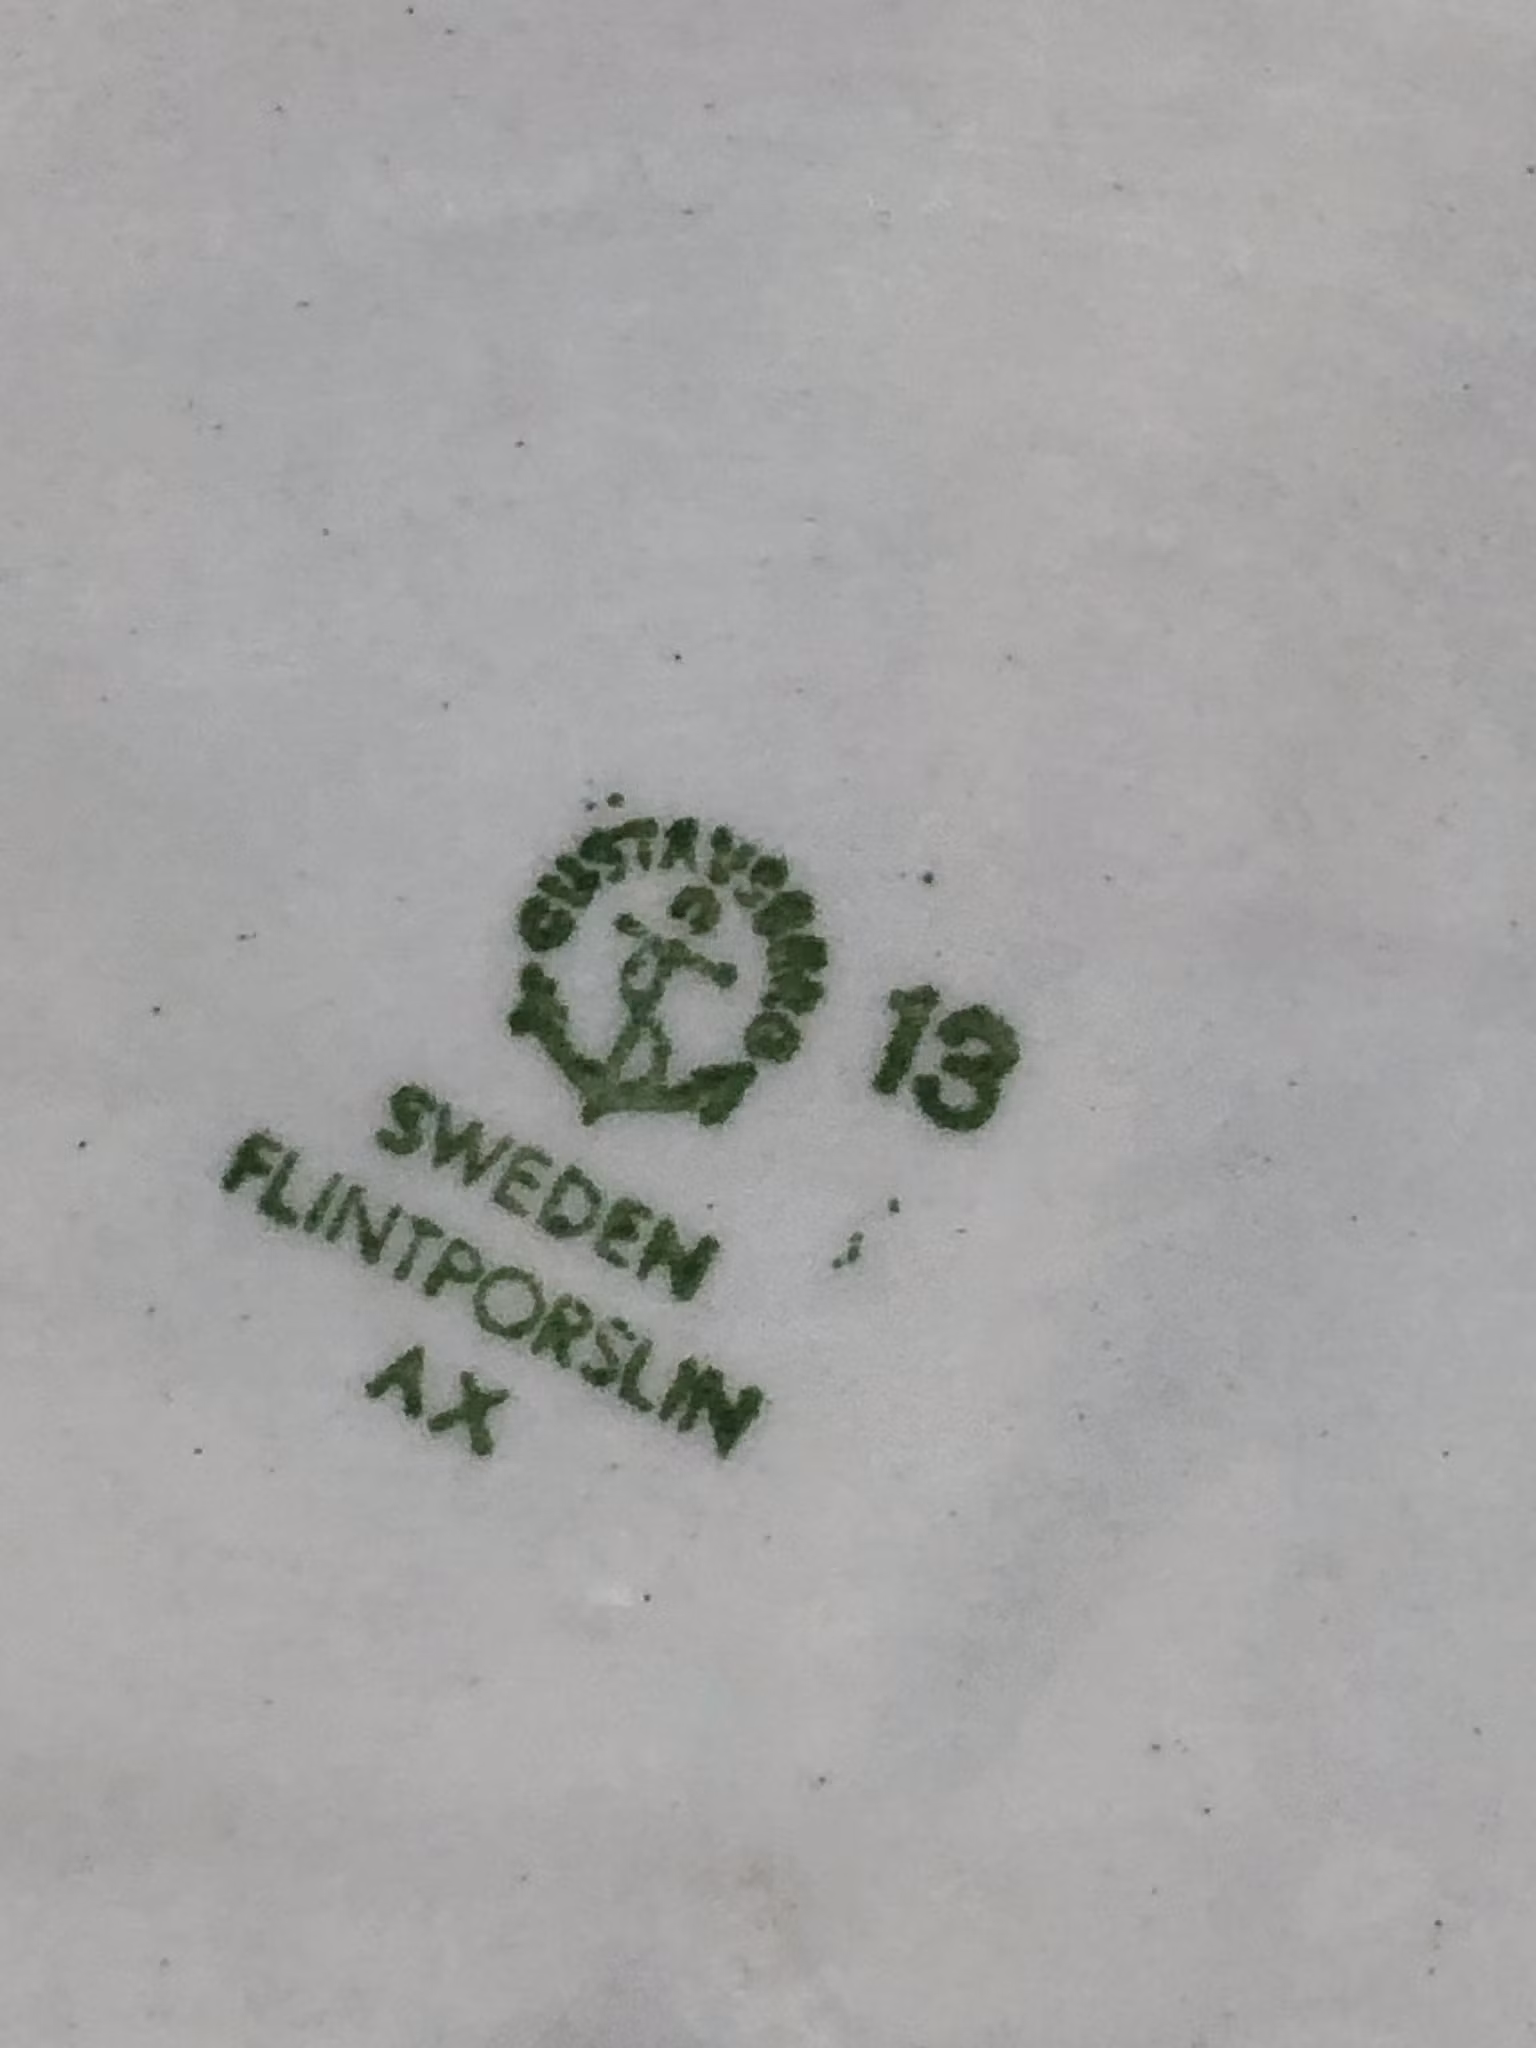 GUSTAVSBERG
13
SWEDEN
FLINTPORSLIN
AX